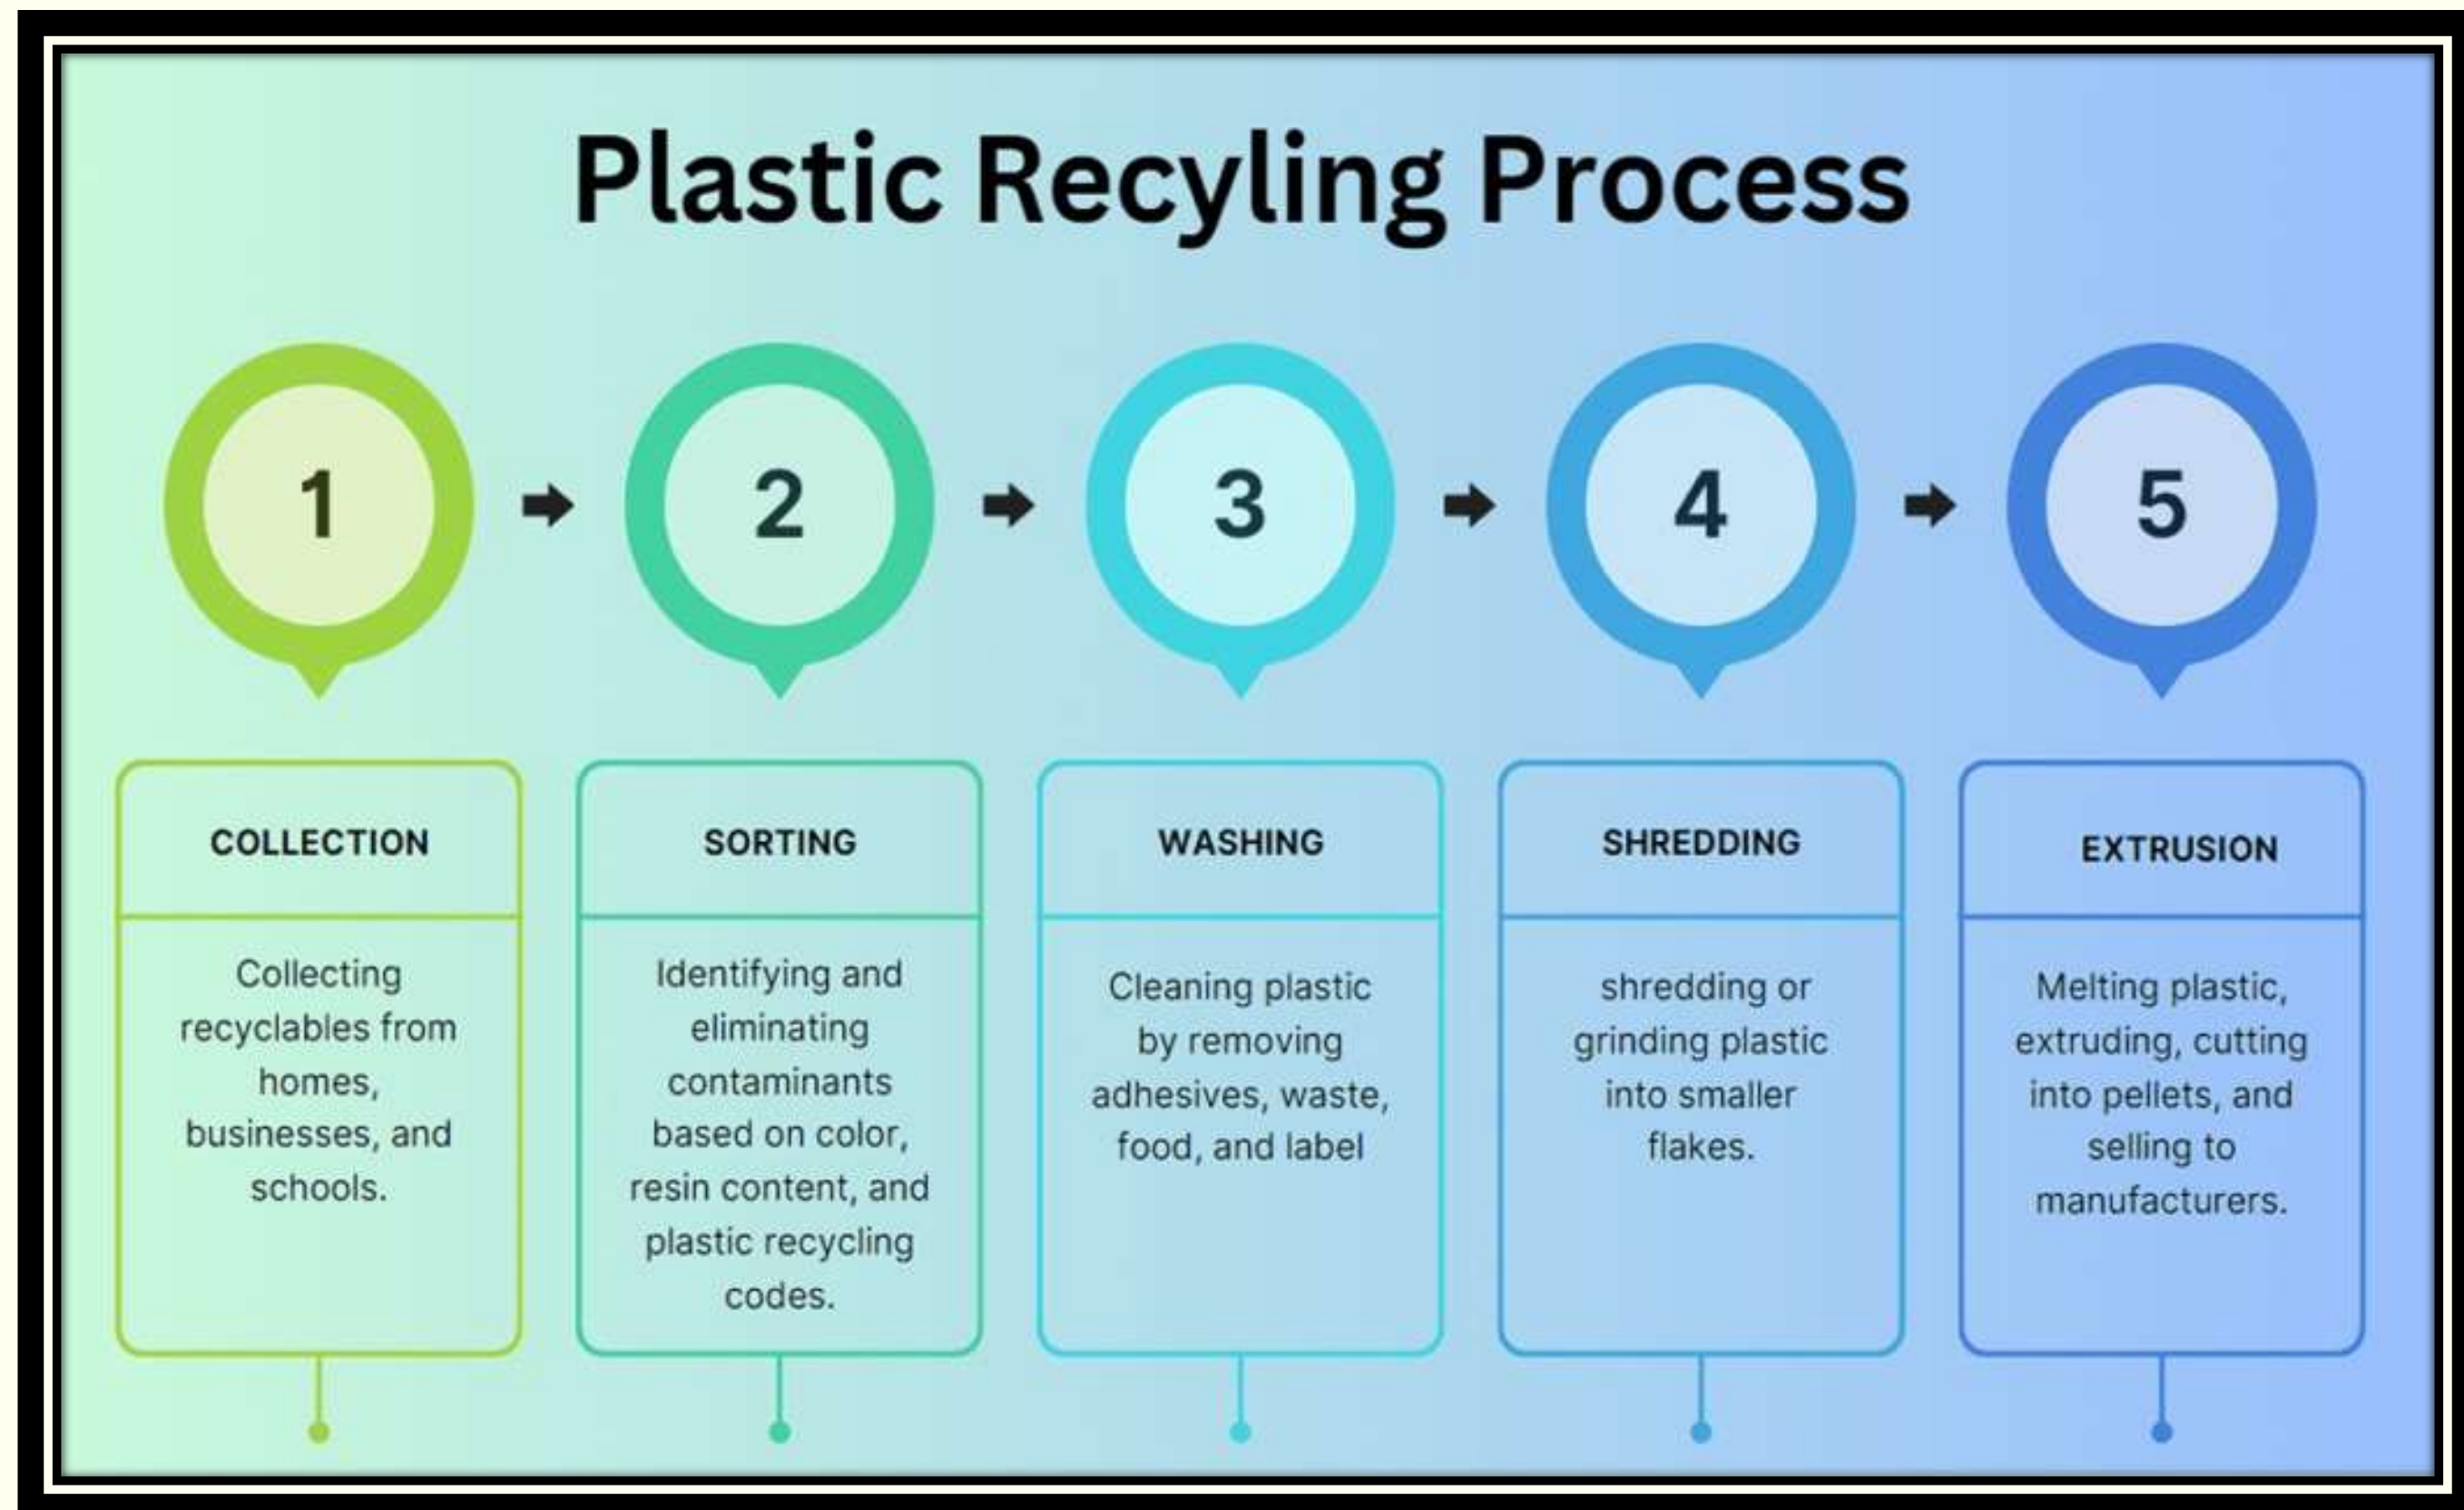 Plastic Recyling Process
1
2
3
4
5
COLLECTION
Collecting
recyclables from
homes,
businesses, and
schools.
SORTING
Identifying and
eliminating
contaminants
based on color,
resin content, and
plastic recycling
codes.
WASHING
Cleaning plastic
by removing
adhesives, waste,
food, and label
SHREDDING
shredding or
grinding plastic
into smaller
flakes.
EXTRUSION
Melting plastic,
extruding, cutting
into pellets, and
selling to
manufacturers.